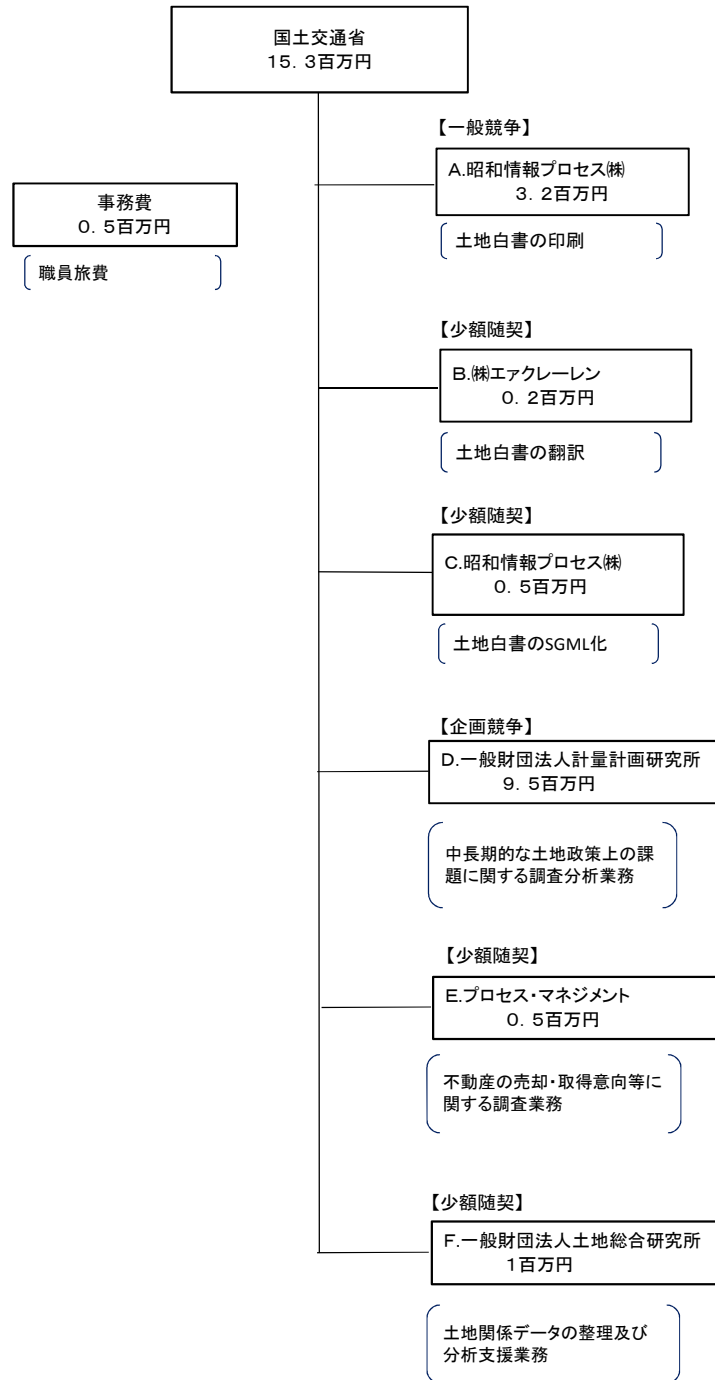 国土交通省
１５．３百万円
事務費
０．５百万円
職員旅費
【一般競争】
Ａ.昭和情報プロセス㈱
３．２百万円
土地白書の印刷
【少額随契】
Ｂ.㈱エァクレーレン
０．２百万円
土地白書の翻訳
【少額随契】
Ｃ.昭和情報プロセス㈱
０．５百万円
土地白書のSGML化
【企画競争】
Ｄ.一般財団法人計量計画研究所
９．５百万円
中長期的な土地政策上の課
題に関する調査分析業務
【少額随契】
Ｅ.プロセス・マネジメント
０．５百万円
不動産の売却・取得意向等に
関する調査業務
【少額随契】
Ｆ.一般財団法人土地総合研究所
１百万円
土地関係データの整理及び
分析支援業務